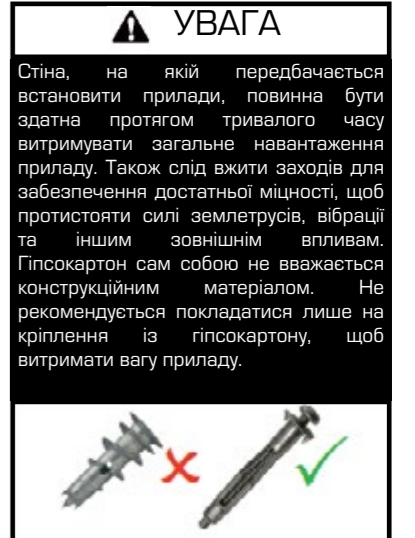 УВАГА
Стіна, на якій передбачається
встановити прилади, повинна бути
здатна протягом тривалого часу
витримувати загальне навантаження
приладу. Також слід вжити заходів для
забезпечення достатньої міцності, щоб
протистояти силі землетрусів, вібрації
та іншим зовнішнім впливам.
Гіпсокартон сам собою не вважається
конструкційним матеріалом. Не
рекомендується покладатися лише на
кріплення із гіпсокартону, щоб
витримати вагу приладу.